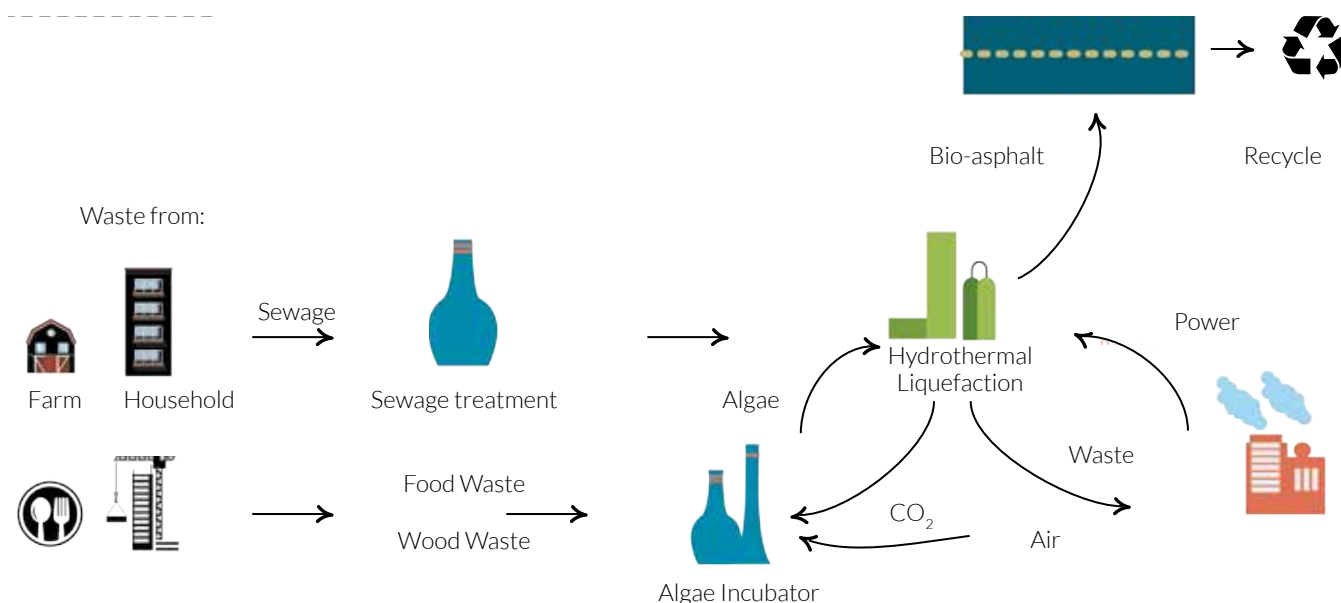 Bio-asphalt
Recycle
Waste from:
Sewage
Power
Hydrothermal
Liquefaction
Farm
Household
Sewage treatment
Algae
Waste
Food Waste
CO2
Wood Waste
Air
Algae Incubator